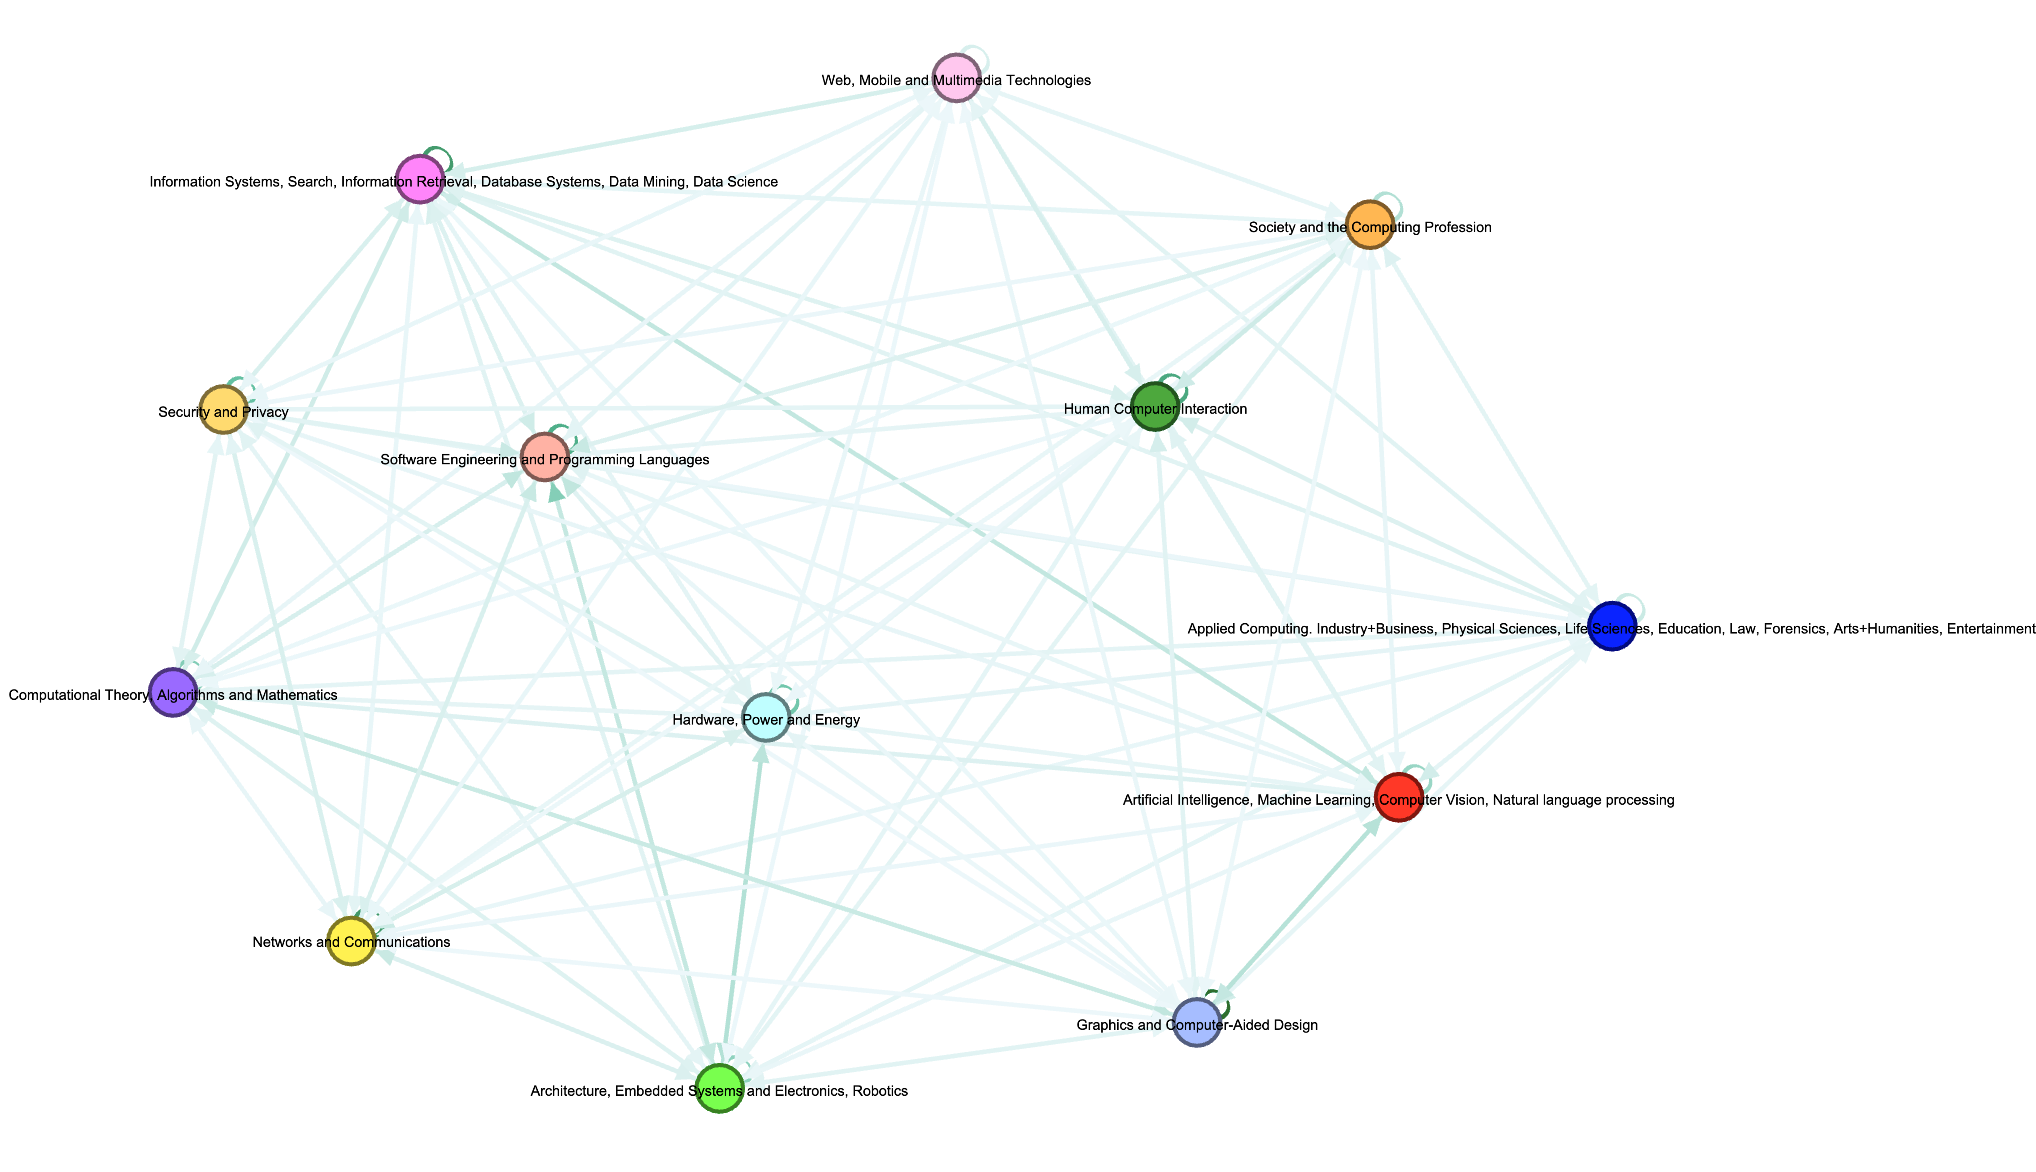 Web, Mobile and Multimedia Technologies
Information Systems, Search, Information Retrieval, Database Systems, Data Mining, Data Science
Society and the Computing Profession
Security and Privacy
Human Computer Interaction
Software Engineering and Programming Languages
Applied Computing. Industry+Business, Physical Sciences, Life Sciences, Education, Law, Forensics, Arts+Humanities, Entertainment
Computational Theory, Algorithms and Mathematics
Hardware, Power and Energy
Artificial Intelligence, Machine Learning, Computer Vision, Natural language processing
Networks and Communications
Graphics and Computer-Aided Design
Architecture, Embedded Systems and Electronics, Robotics